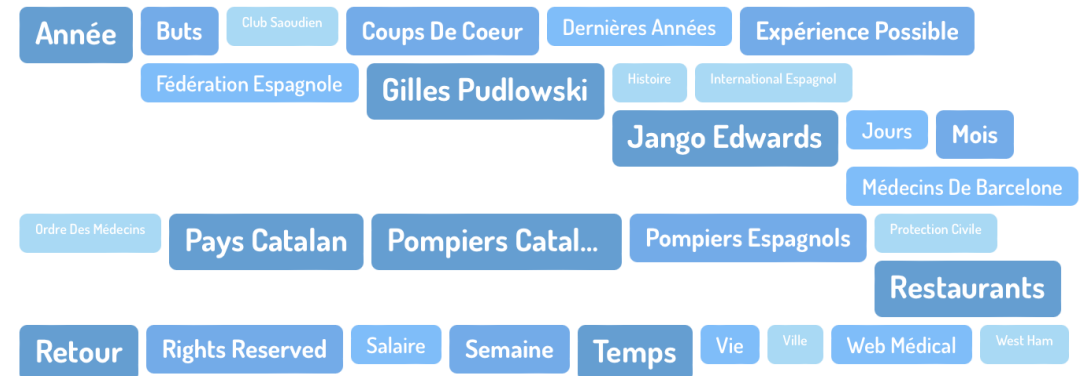 Année Buts Club Saoudien Coups De Coeur Dernières Années Expérience Possible
Fédération Espagnole Gilles Pudlowski Histoire International Espagnol
Jango Edwards Jours Mois
Médecins De Barcelone
Ordre Des Médecins Pays Catalan Pompiers Catal... Pompiers Espagnols Protection Civile
Restaurants
Retour Rights Reserved Salaire Semaine Temps Vie Ville Web Médical West Ham